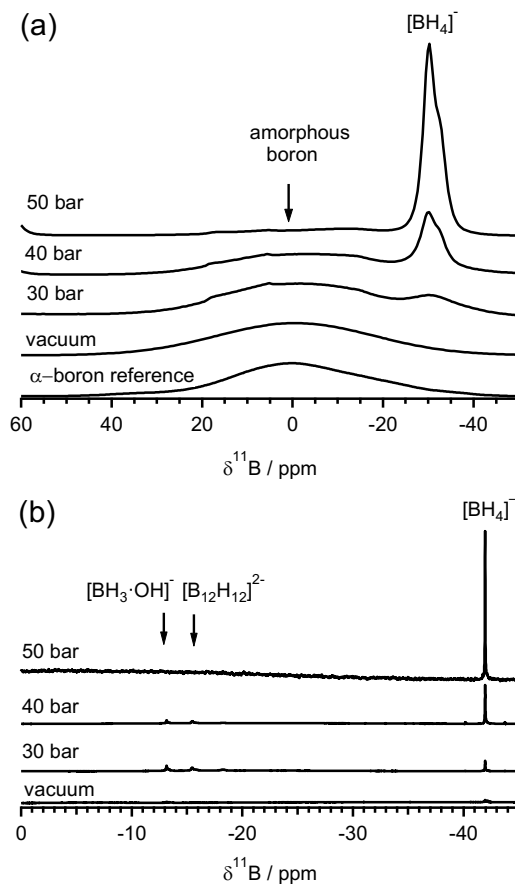 (a)
[BH₄]⁻
amorphous
boron
50 bar
40 bar
30 bar
vacuum
α−boron reference
60 40 20 0 -20 -40
δ¹¹B / ppm
(b)
[BH₄]⁻
[BH₃·OH]⁻ [B₁₂H₁₂]²⁻
50 bar
40 bar
30 bar
vacuum
0 -10 -20 -30 -40
δ¹¹B / ppm